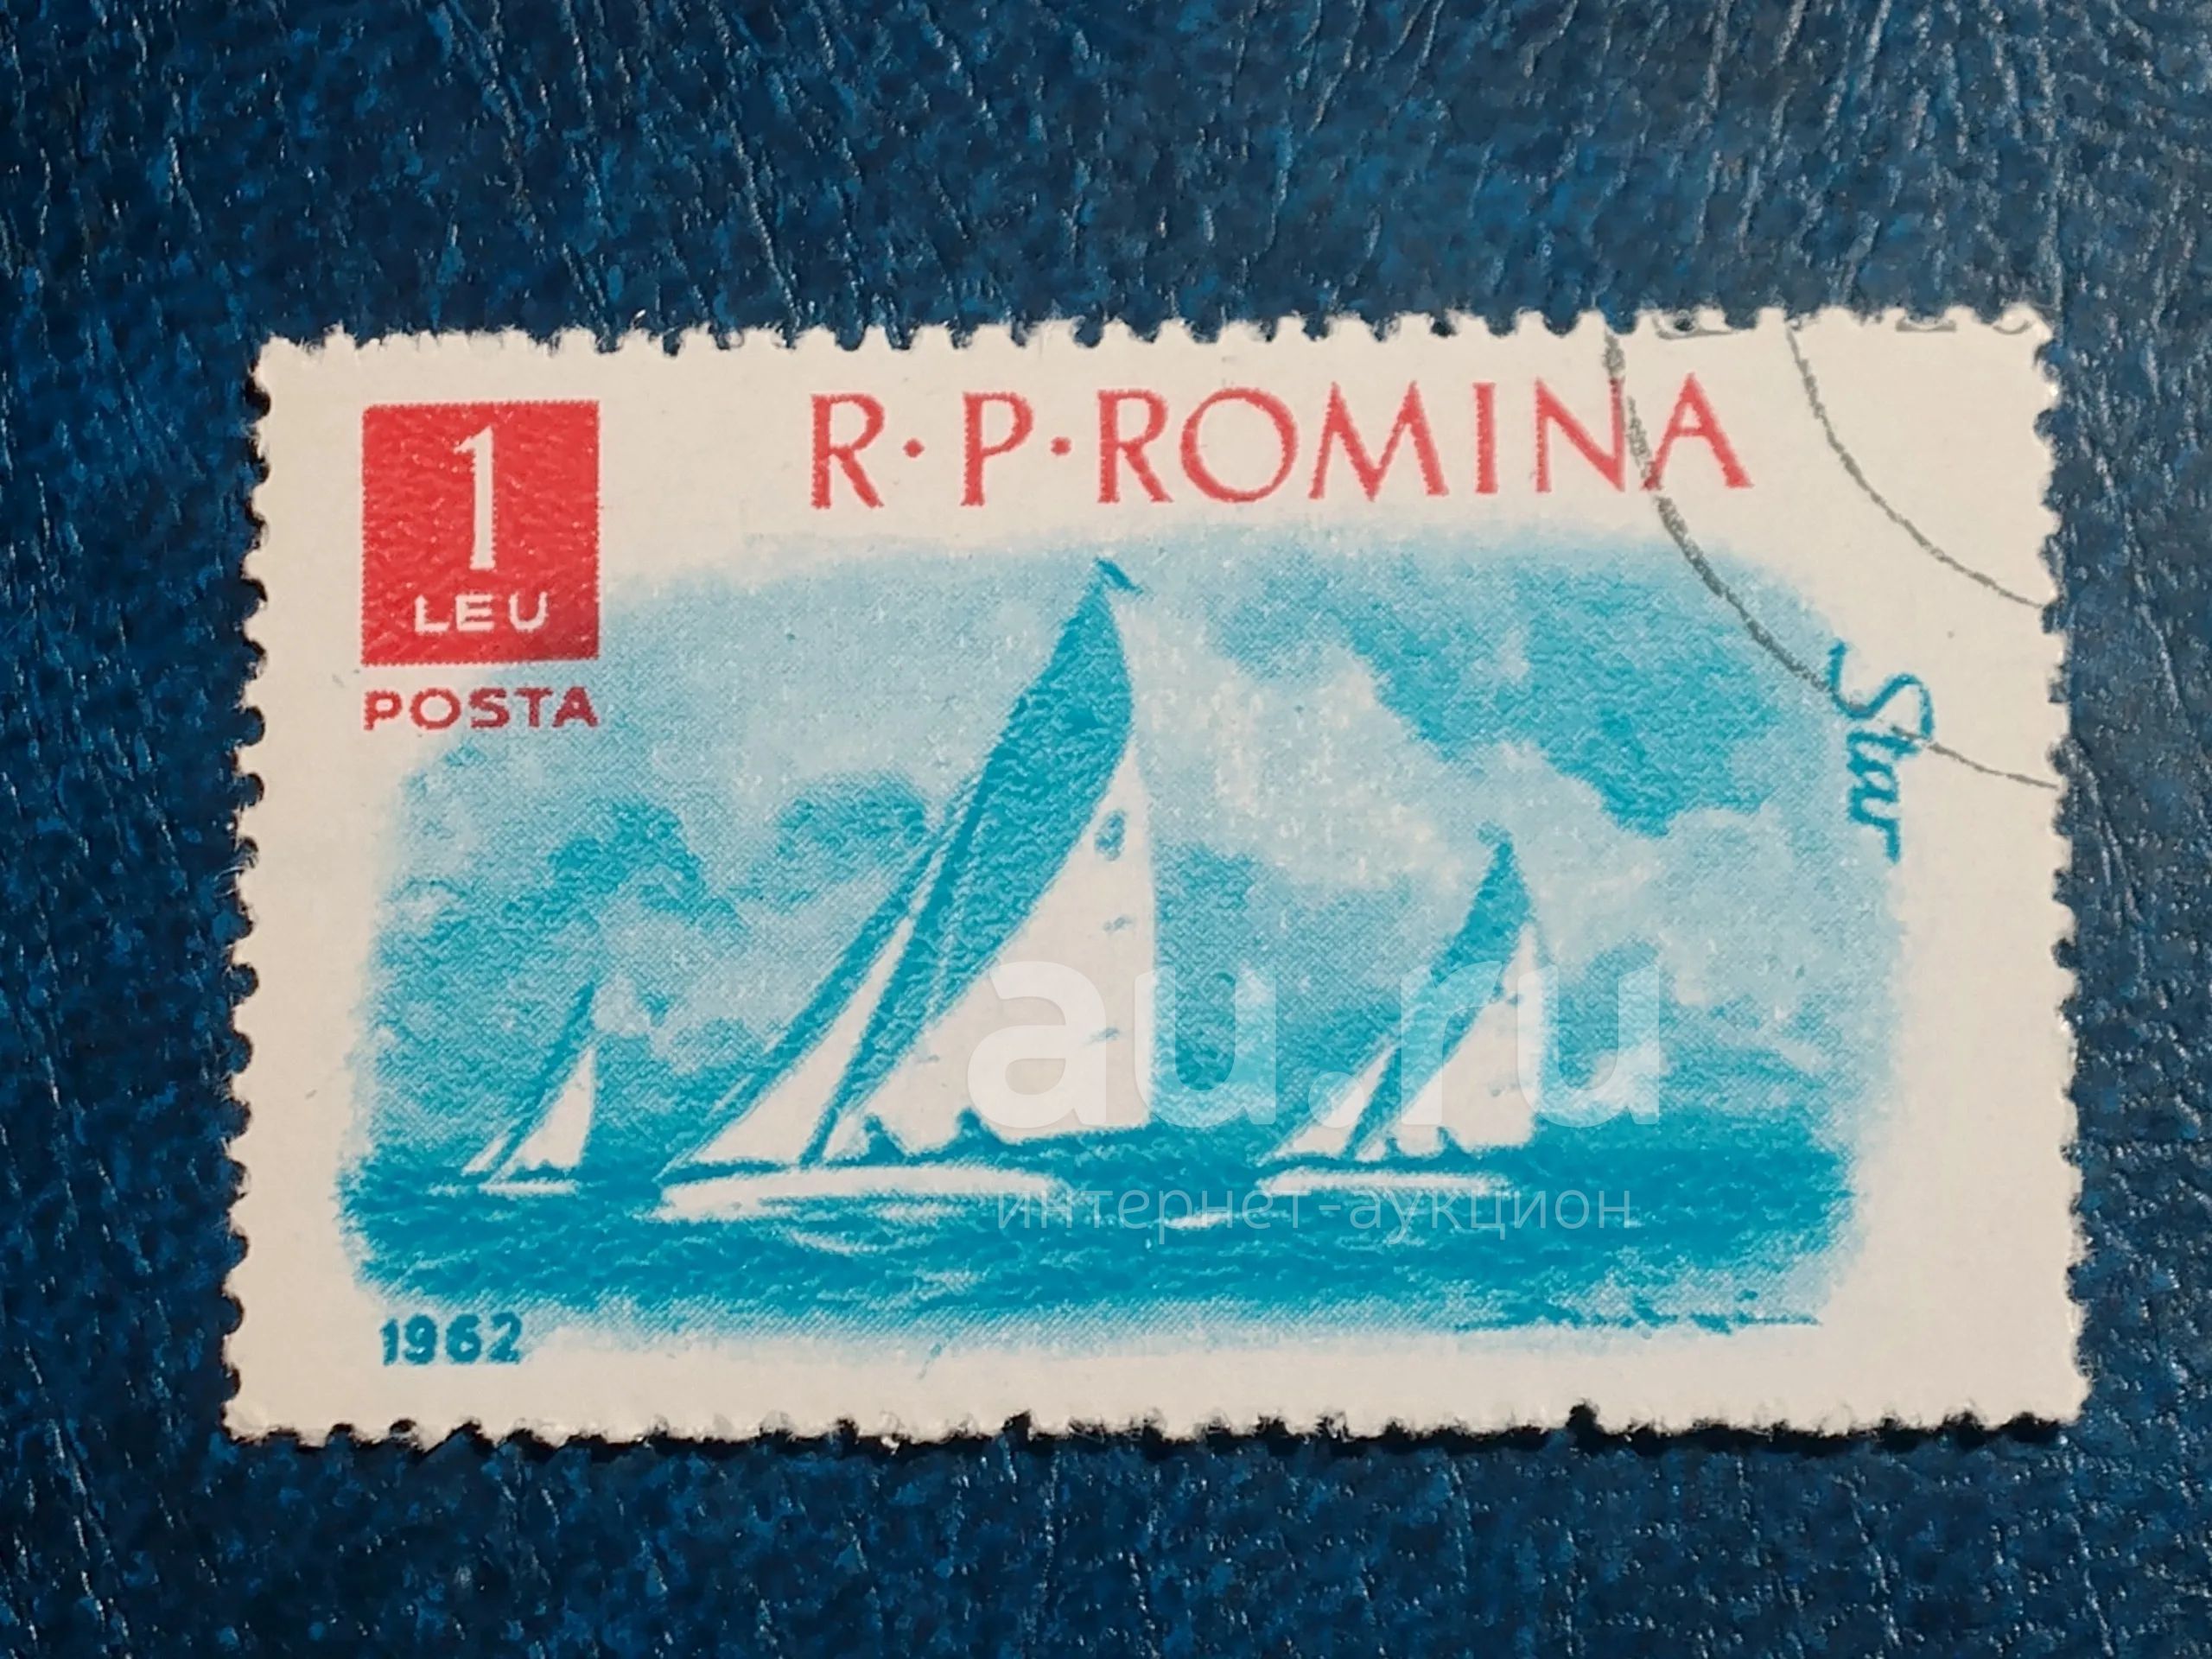 1
LEU
POSTA
R·P·ROMINA
Star
au.ru
интернет-аукцион
1962